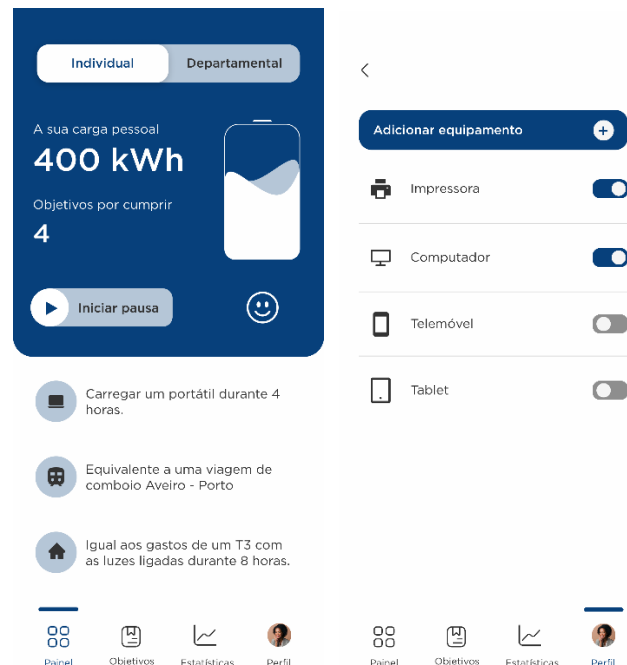 Individual
Departamental
A sua carga pessoal
400 kWh
Objetivos por cumprir
4
Iniciar pausa
Carregar um portátil durante 4
horas.
Equivalente a uma viagem de
comboio Aveiro - Porto
Igual aos gastos de um T3 com
as luzes ligadas durante 8 horas.
Painel
Objetivos
Estatísticas
Perfil
Adicionar equipamento
Impressora
Computador
Telemóvel
Tablet
Painel
Objetivos
Estatísticas
Perfil